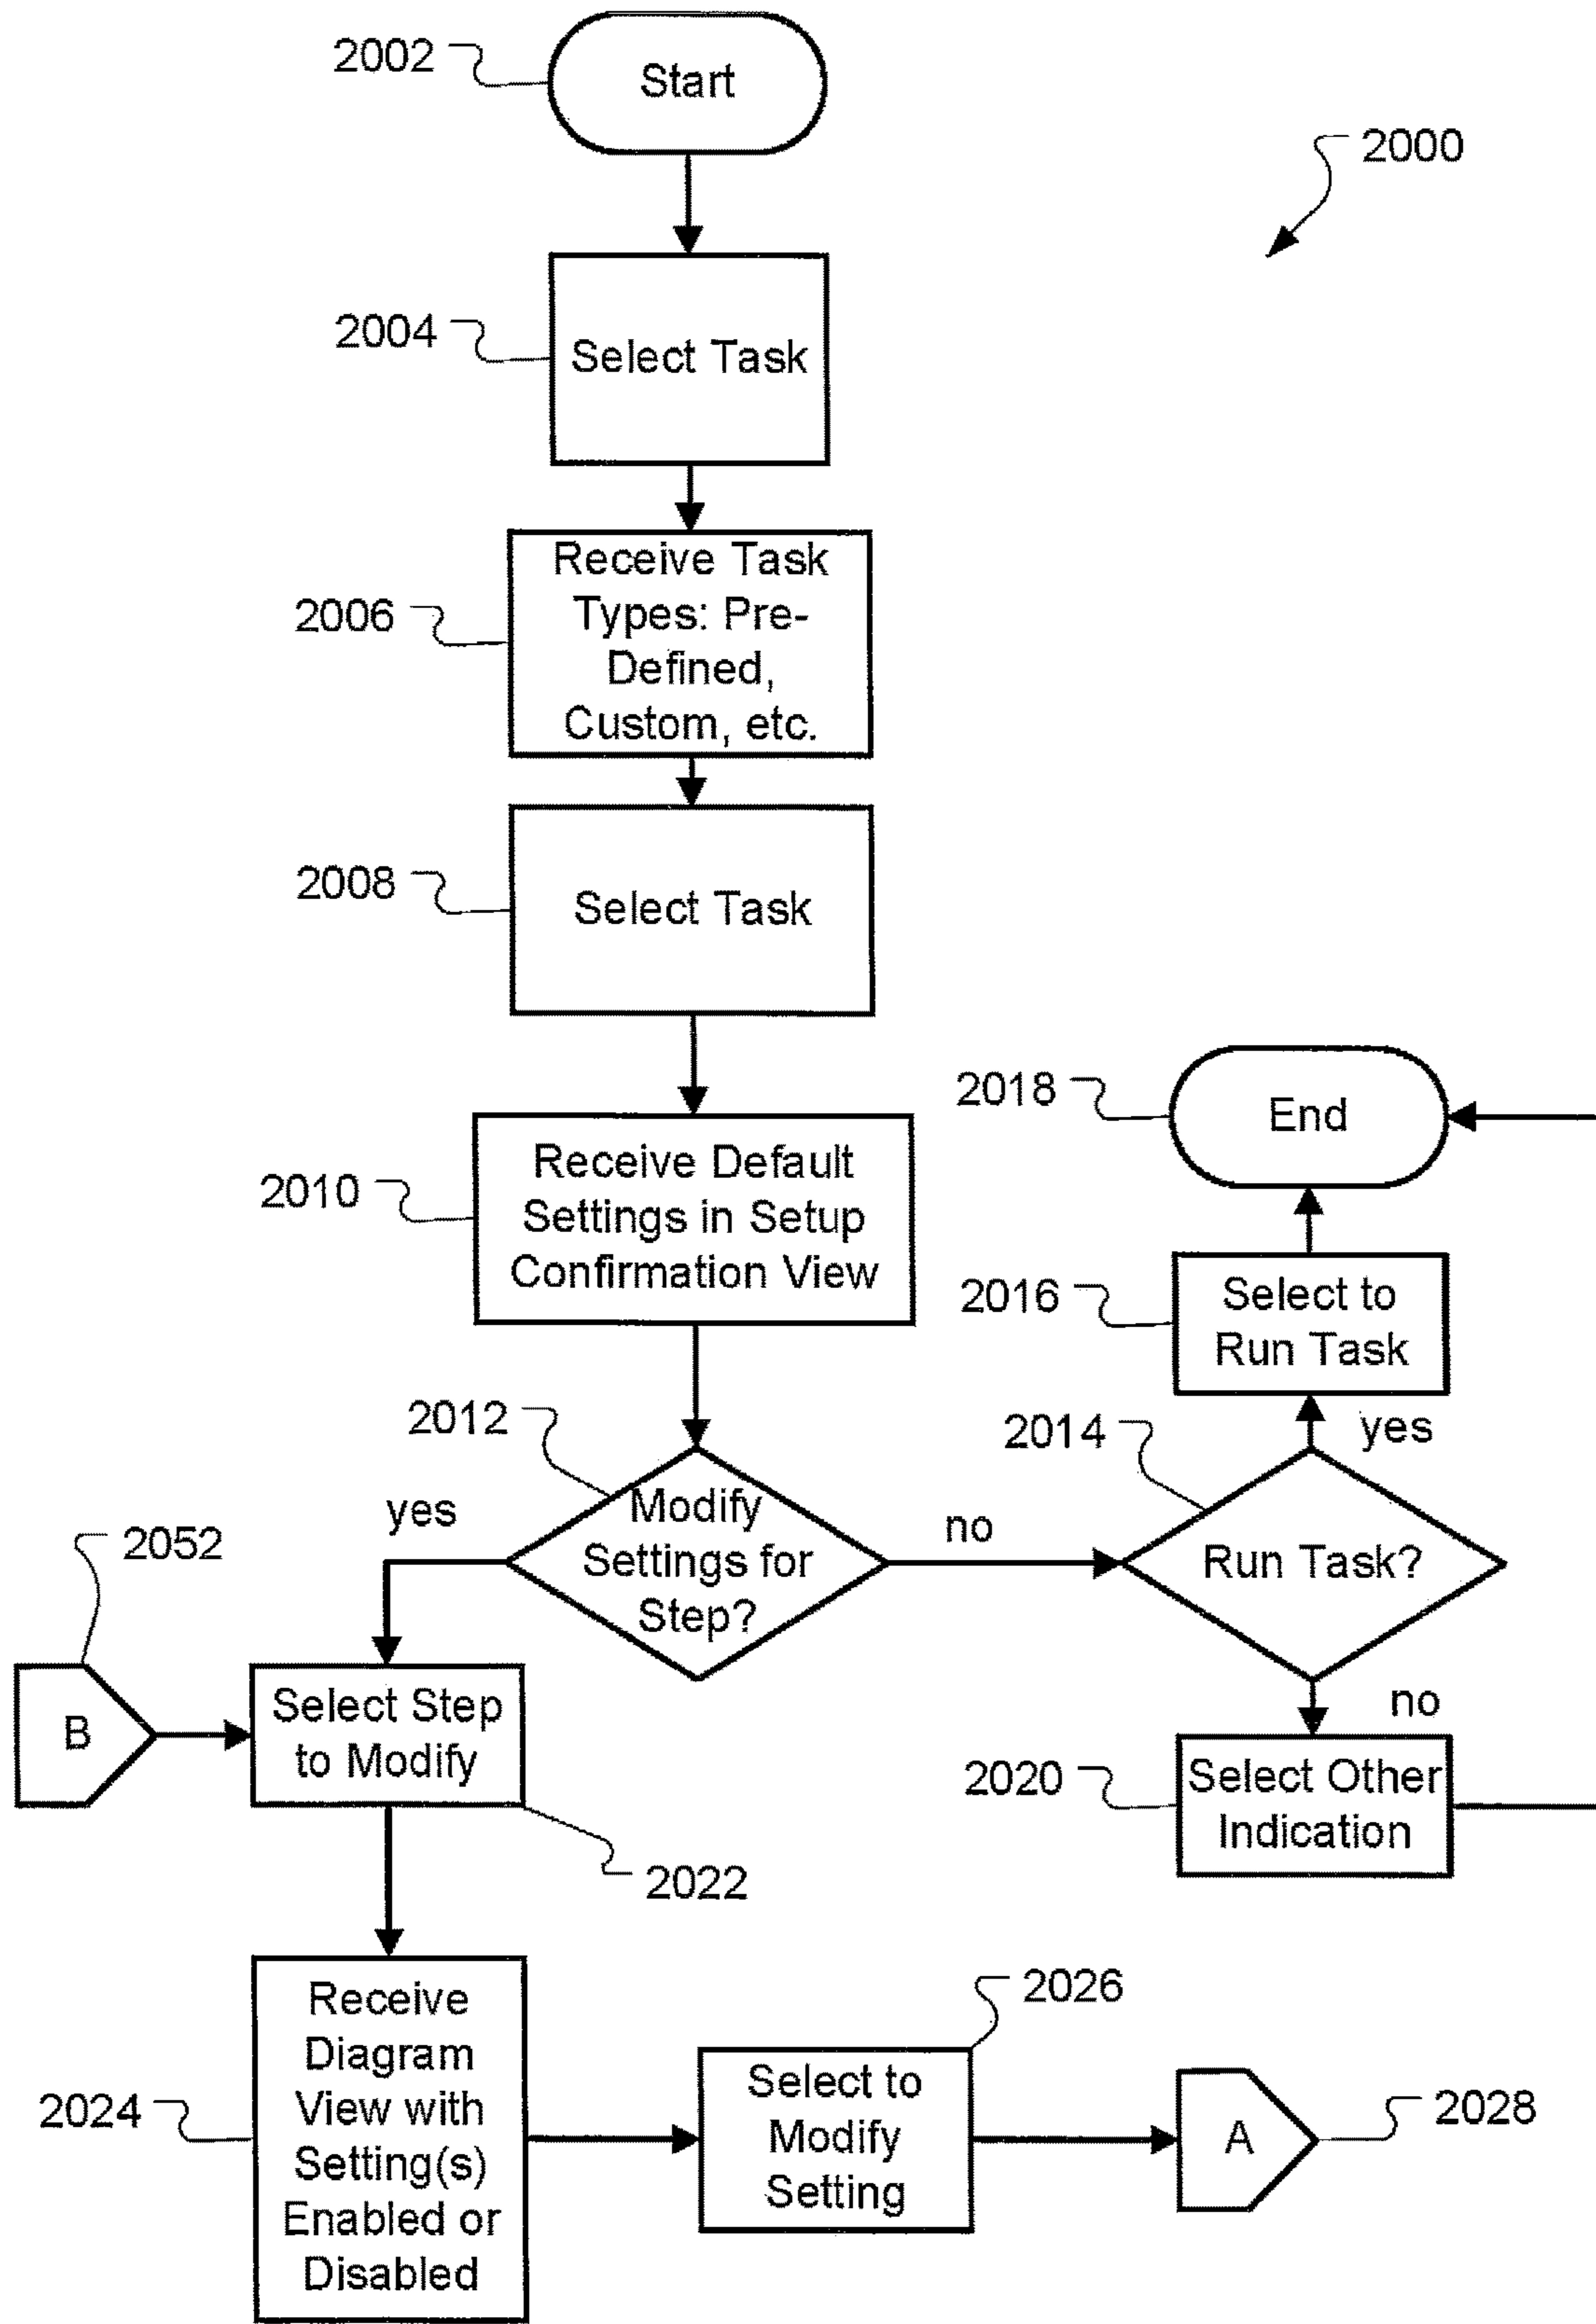 2002
Start
2000
2004
Select Task
2006
Receive Task
Types: Pre-
Defined,
Custom, etc.
2008
Select Task
2010
Receive Default
Settings in Setup
Confirmation View
2018
End
2016
Select to
Run Task
2012
Modify
Settings for
Step?
yes
no
2014
Run Task?
yes
no
2052
B
Select Step
to Modify
2022
2020
Select Other
Indication
2024
Receive
Diagram
View with
Setting(s)
Enabled or
Disabled
2026
Select to
Modify
Setting
A
2028